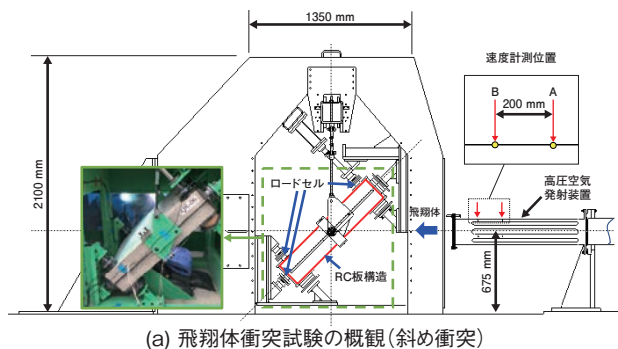 1350 mm
速度計測位置
B
A
200 mm
2100 mm
ロードセル
飛翔体
高圧空気
発射装置
RC板構造
675 mm
(a) 飛翔体衝突試験の概観(斜め衝突)